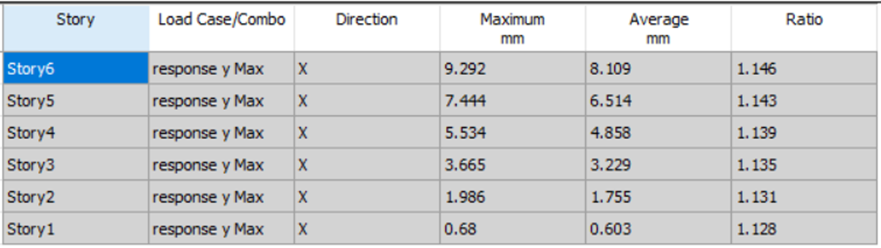 Story Load Case/Combo Direction Maximum mm Average mm Ratio
Story6 response y Max X 9.292 8.109 1.146
Story5 response y Max X 7.444 6.514 1.143
Story4 response y Max X 5.534 4.858 1.139
Story3 response y Max X 3.665 3.229 1.135
Story2 response y Max X 1.986 1.755 1.131
Story1 response y Max X 0.68 0.603 1.128